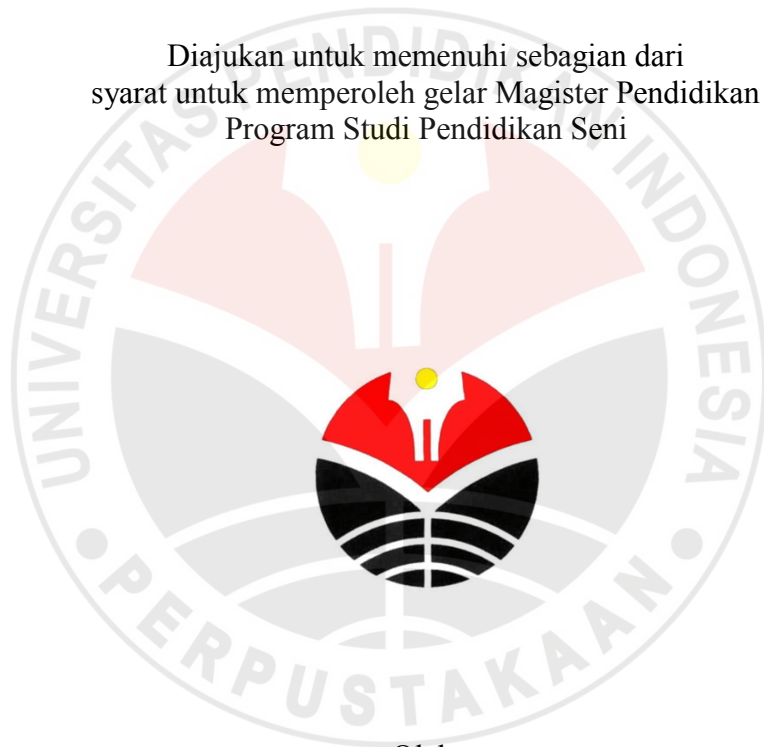 Diajukan untuk memenuhi sebagian dari
syarat untuk memperoleh gelar Magister Pendidikan
Program Studi Pendidikan Seni
UNIVERSITAS PENDIDIKAN INDONESIA
PERPUSTAKAAN